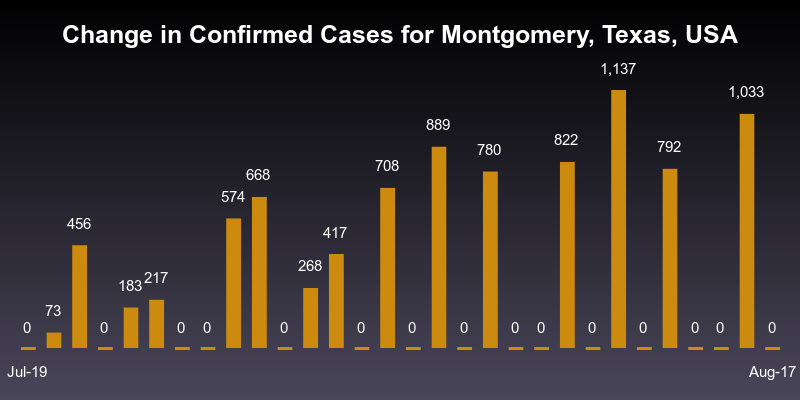 Change in Confirmed Cases for Montgomery, Texas, USA
0 73 456 0 183 217 0 0 574 668 0 268 417 0 708 0 889 0 780 0 0 822 0 1,137 0 792 0 0 1,033 0
Jul-19 Aug-17